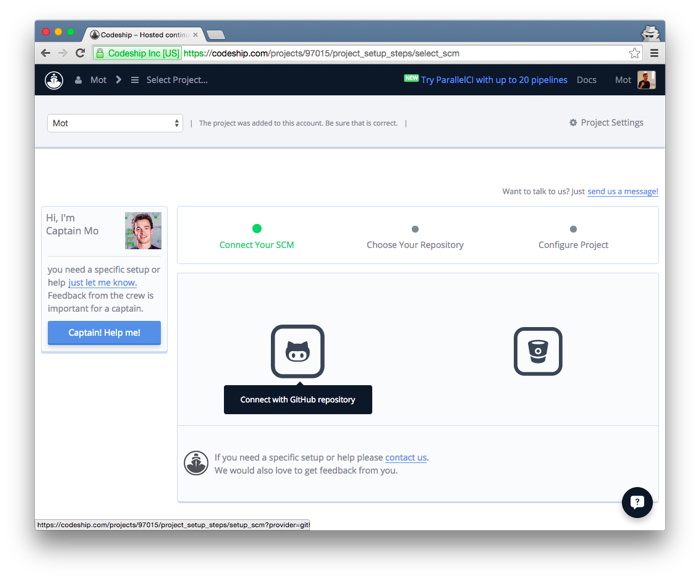 Codeship – Hosted contin
Codeship Inc [US] https://codeship.com/projects/97015/project_setup_steps/select_scm
Mot Select Project...
NEW Try ParallelCI with up to 20 pipelines Docs Mot
Mot | The project was added to this account. Be sure that is correct. | Project Settings
Want to talk to us? Just send us a message!
Hi, I'm
Captain Mo
you need a specific setup or
help just let me know.
Feedback from the crew is
important for a captain.
Captain! Help me!
Connect Your SCM
Choose Your Repository
Configure Project
Connect with GitHub repository
If you need a specific setup or help please contact us.
We would also love to get feedback from you.
https://codeship.com/projects/97015/project_setup_steps/setup_scm?provider=git